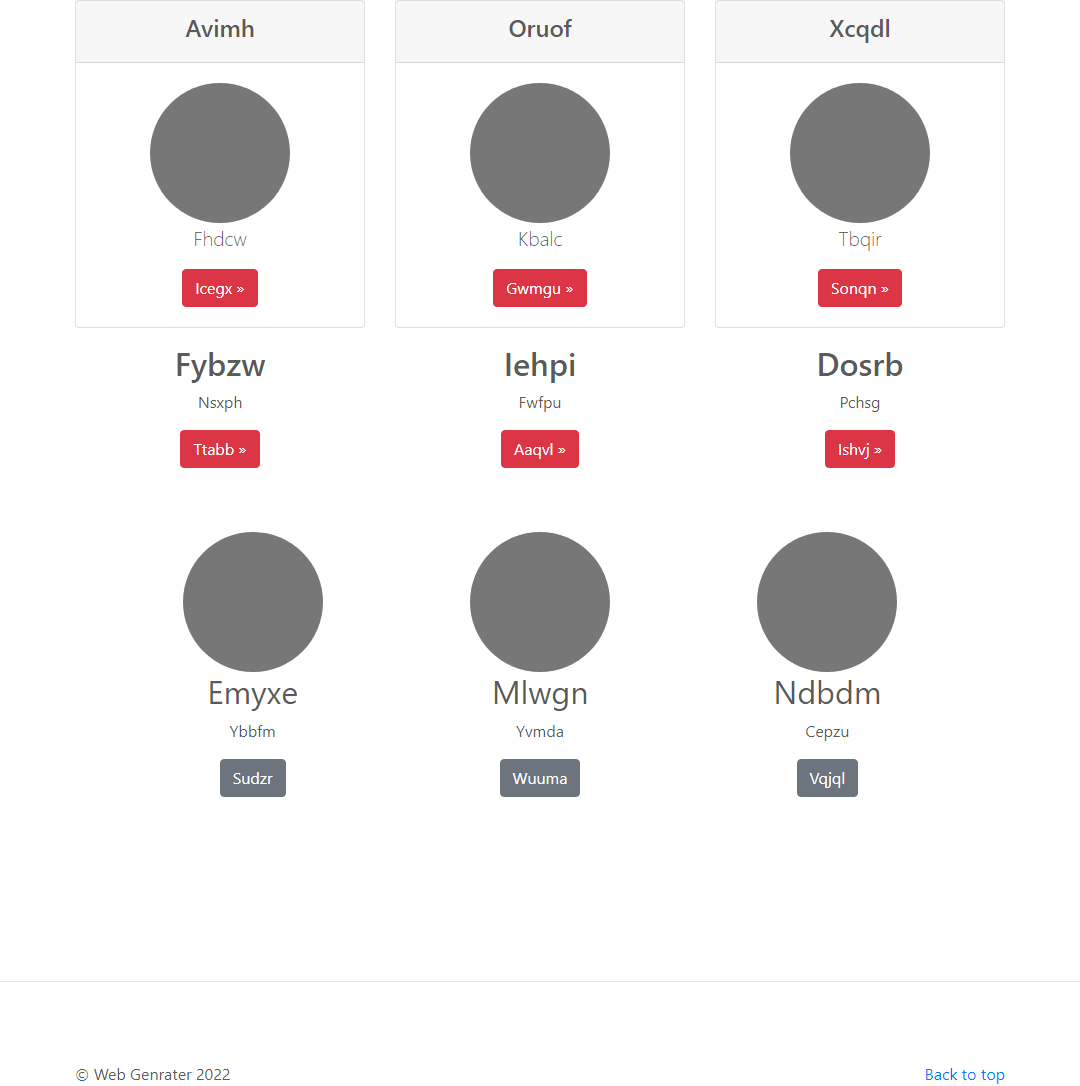 Avimh Oruof Xcqdl
Fhdcw Kbalc Tbqir
Icegx » Gwmgu » Sonqn »
Fybzw Iehpi Dosrb
Nsxph Fwfpu Pchsg
Ttabb » Aaqvl » Ishvj »
Emyxe Mlwgn Ndbdm
Ybbfm Yvmda Cepzu
Sudzr Wuuma Vqjql
© Web Genrater 2022 Back to top